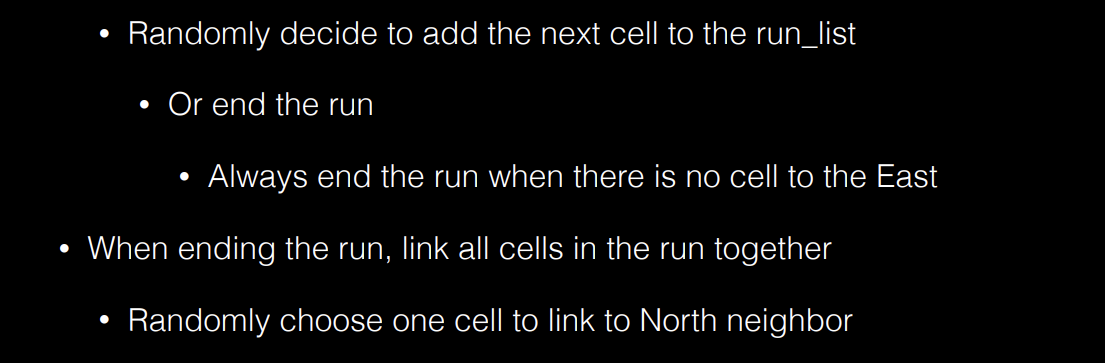 • Randomly decide to add the next cell to the run_list
• Or end the run
• Always end the run when there is no cell to the East
• When ending the run, link all cells in the run together
• Randomly choose one cell to link to North neighbor